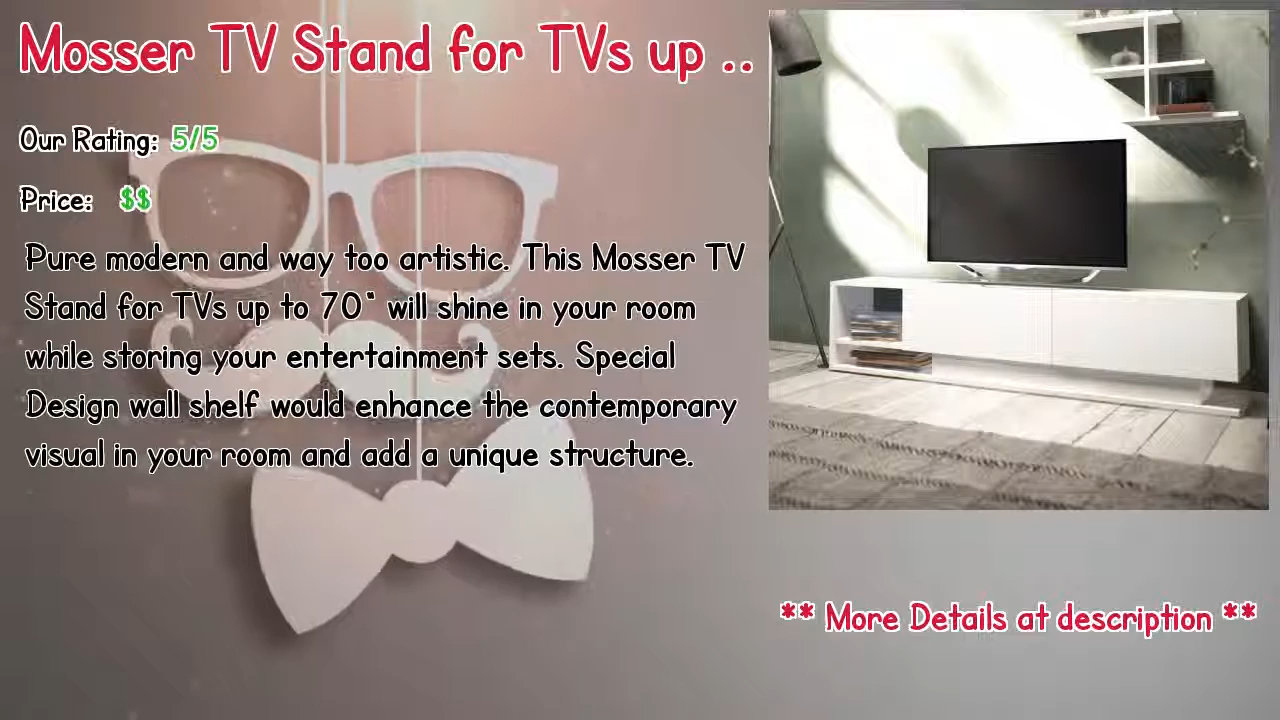 Mosser TV Stand for TVs up ..
Our Rating: 5/5
Price: $$
Pure modern and way too artistic. This Mosser TV
Stand for TVs up to 70" will shine in your room
while storing your entertainment sets. Special
Design wall shelf would enhance the contemporary
visual in your room and add a unique structure.
** More Details at description **